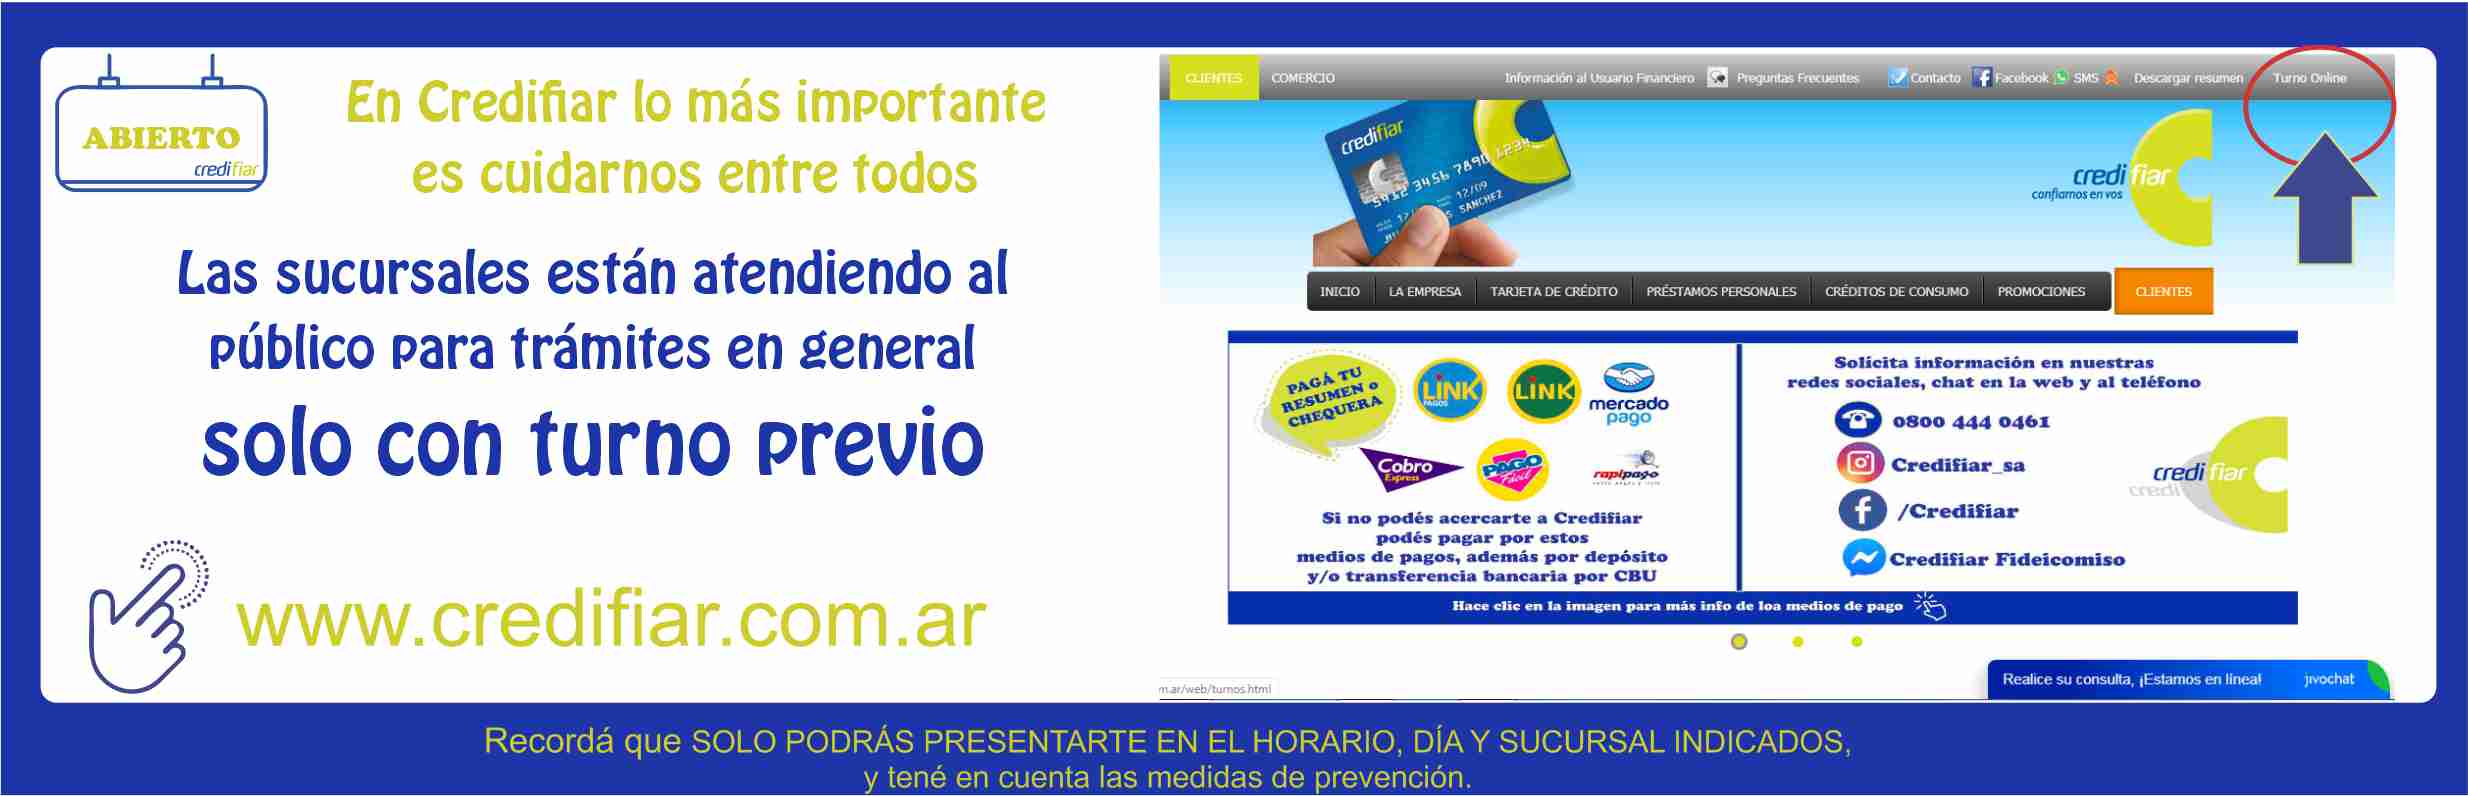 ABIERTO
credifiar
En Credifiar lo más importante
es cuidarnos entre todos
Las sucursales están atendiendo al
público para trámites en general
solo con turno previo
www.credifiar.com.ar
CLIENTES COMERCIO Información al Usuario Financiero Preguntas Frecuentes Contacto Facebook SMS Descargar resumen Turno Online
credifiar
5412 3456 7890 1234
12/09
SANCHEZ
credifiar
confiamos en vos
INICIO LA EMPRESA TARJETA DE CRÉDITO PRÉSTAMOS PERSONALES CRÉDITOS DE CONSUMO PROMOCIONES CLIENTES
PAGÁ TU
RESUMEN o
CHEQUERA
LINK
PAGOS
LINK
mercado
pago
Cobro
Express
PAGO
Fácil
rapipago
Si no podés acercarte a Credifiar
podés pagar por estos
medios de pagos, además por depósito
y/o transferencia bancaria por CBU
Solicita información en nuestras
redes sociales, chat en la web y al teléfono
0800 444 0461
Credifiar_sa
/Credifiar
Credifiar Fideicomiso
credifiar
credi
Hace clic en la imagen para más info de loa medios de pago
m.ar/web/turnos.html
Realice su consulta, ¡Estamos en línea! jivochat
Recordá que SOLO PODRÁS PRESENTARTE EN EL HORARIO, DÍA Y SUCURSAL INDICADOS,
y tené en cuenta las medidas de prevención.